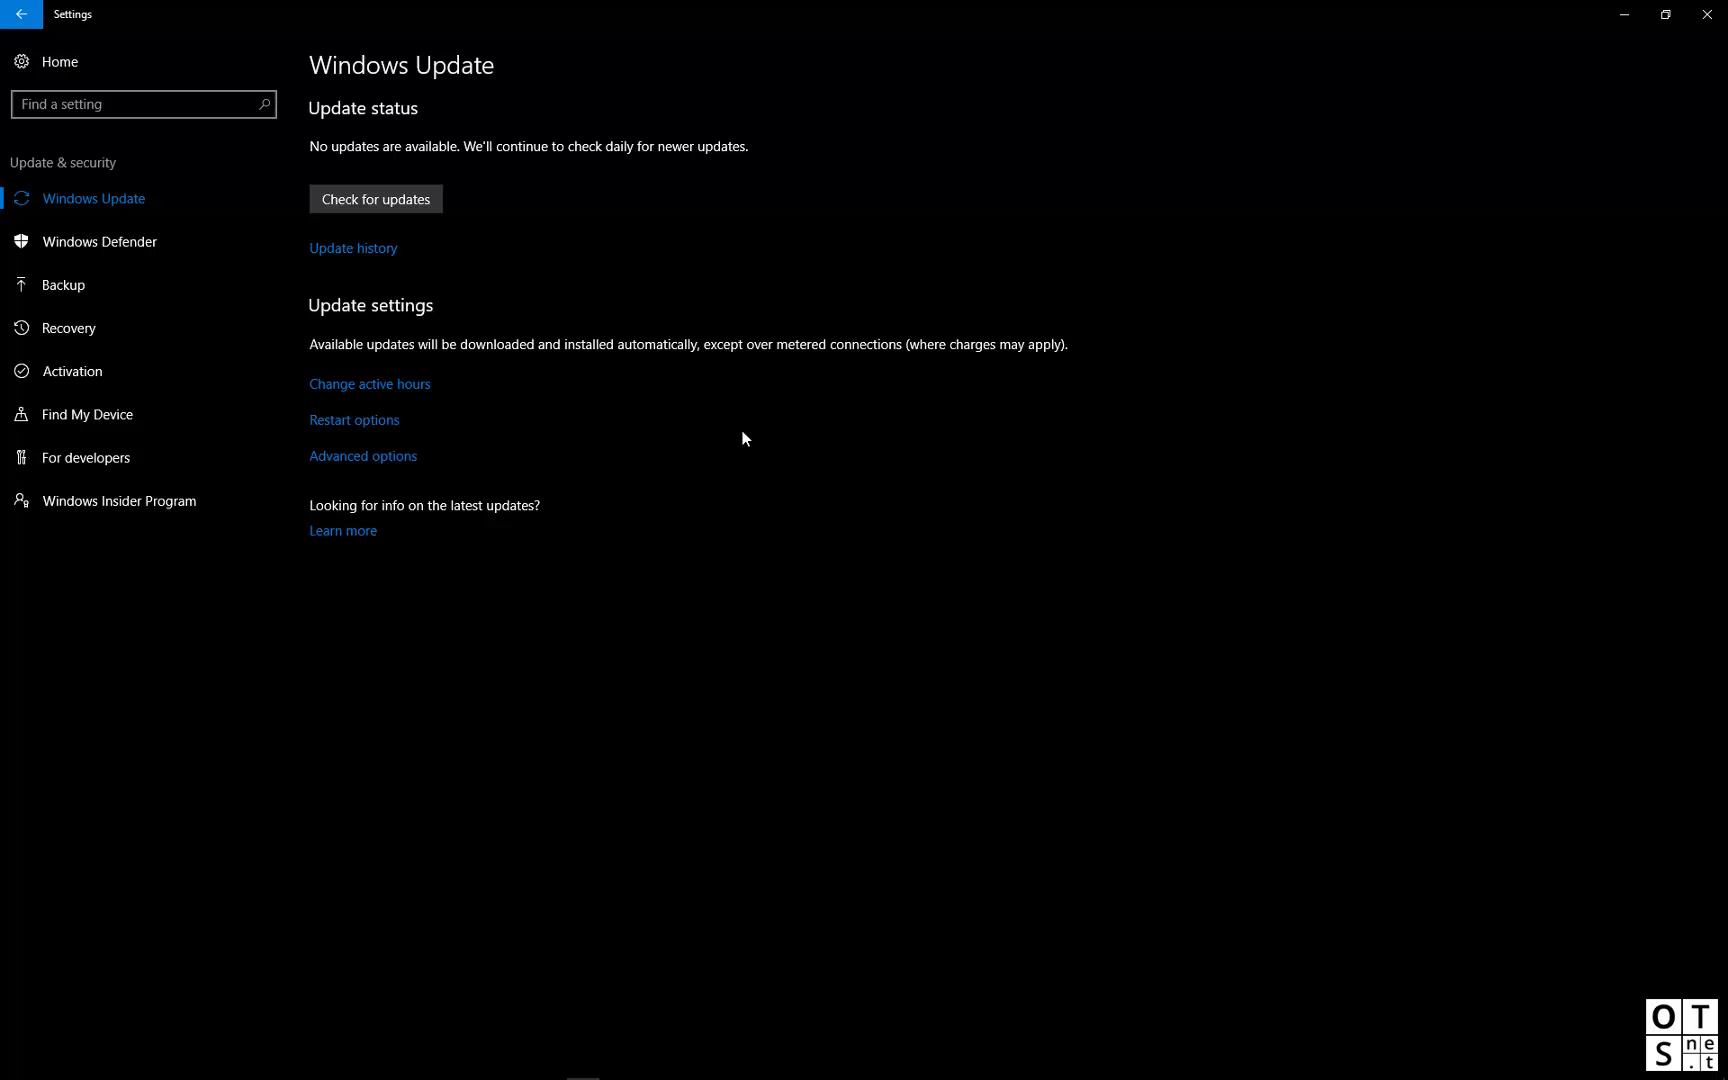 Settings
Home
Find a setting
Update & security
Windows Update
Windows Defender
Backup
Recovery
Activation
Find My Device
For developers
Windows Insider Program
Windows Update
Update status
No updates are available. We'll continue to check daily for newer updates.
Check for updates
Update history
Update settings
Available updates will be downloaded and installed automatically, except over metered connections (where charges may apply).
Change active hours
Restart options
Advanced options
Looking for info on the latest updates?
Learn more
OTS.net